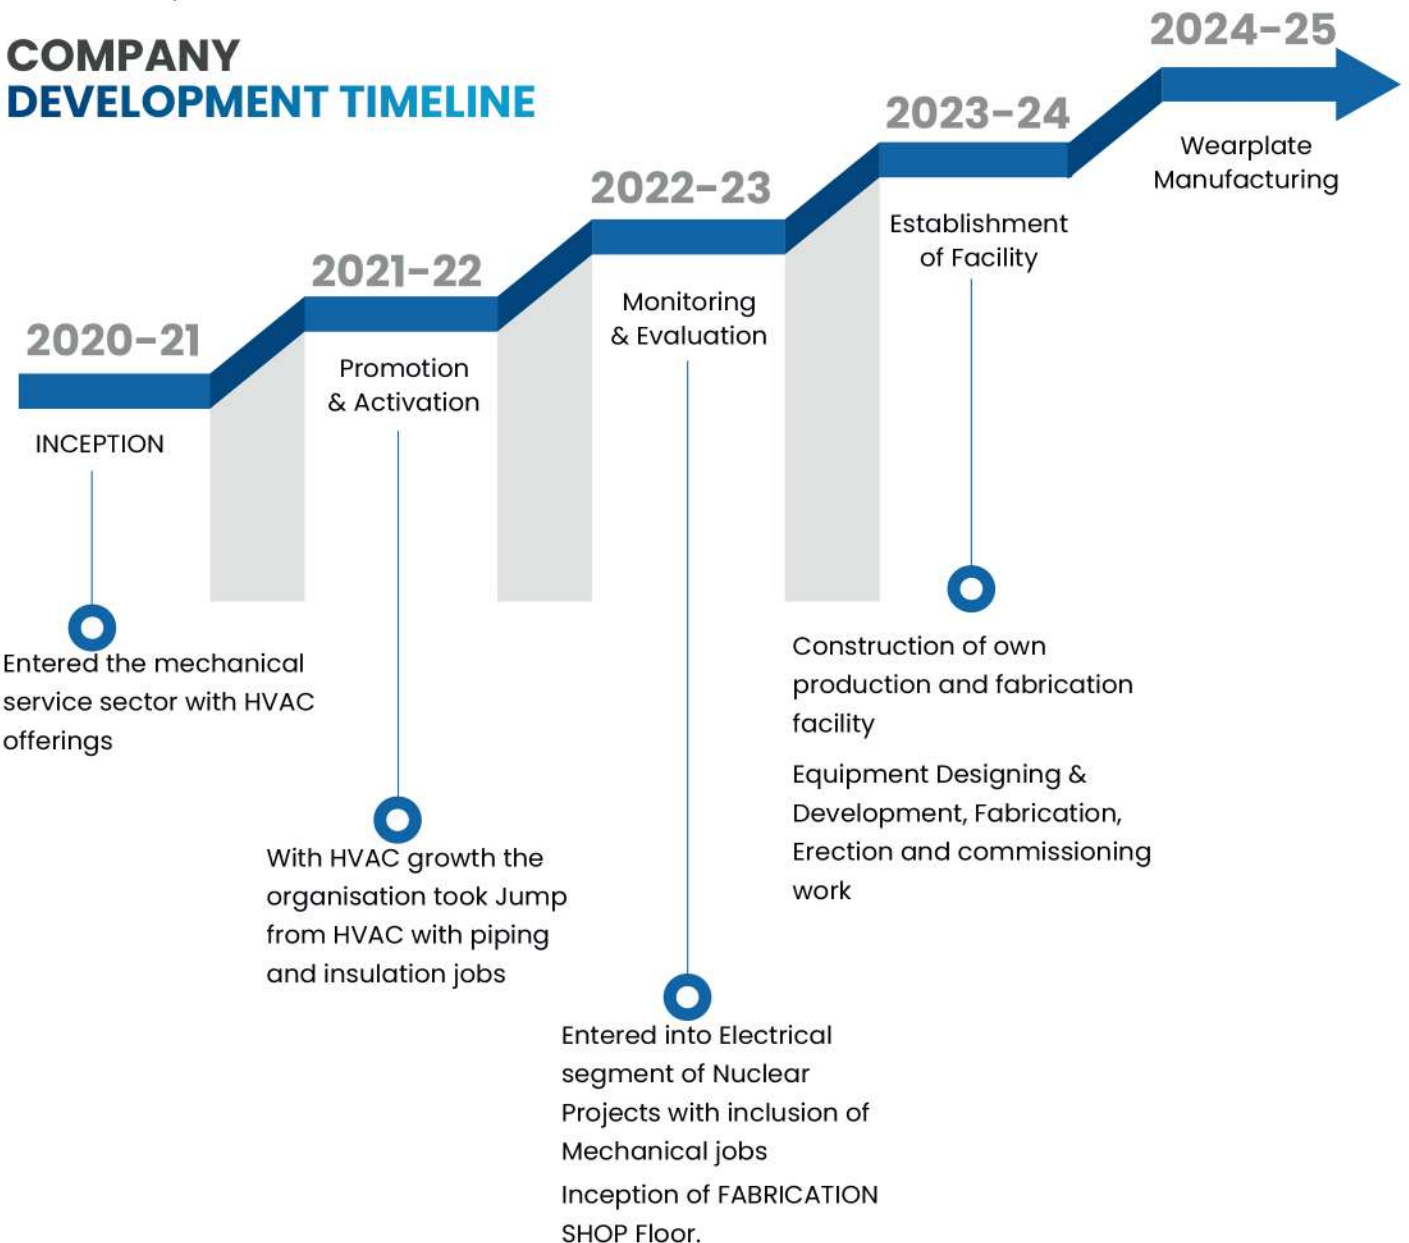 COMPANY
DEVELOPMENT TIMELINE
2020-21
INCEPTION
Entered the mechanical
service sector with HVAC
offerings
2021-22
Promotion
& Activation
With HVAC growth the
organisation took Jump
from HVAC with piping
and insulation jobs
2022-23
Monitoring
& Evaluation
Entered into Electrical
segment of Nuclear
Projects with inclusion of
Mechanical jobs
Inception of FABRICATION
SHOP Floor.
2023-24
Establishment
of Facility
Construction of own
production and fabrication
facility
Equipment Designing &
Development, Fabrication,
Erection and commissioning
work
2024-25
Wearplate
Manufacturing